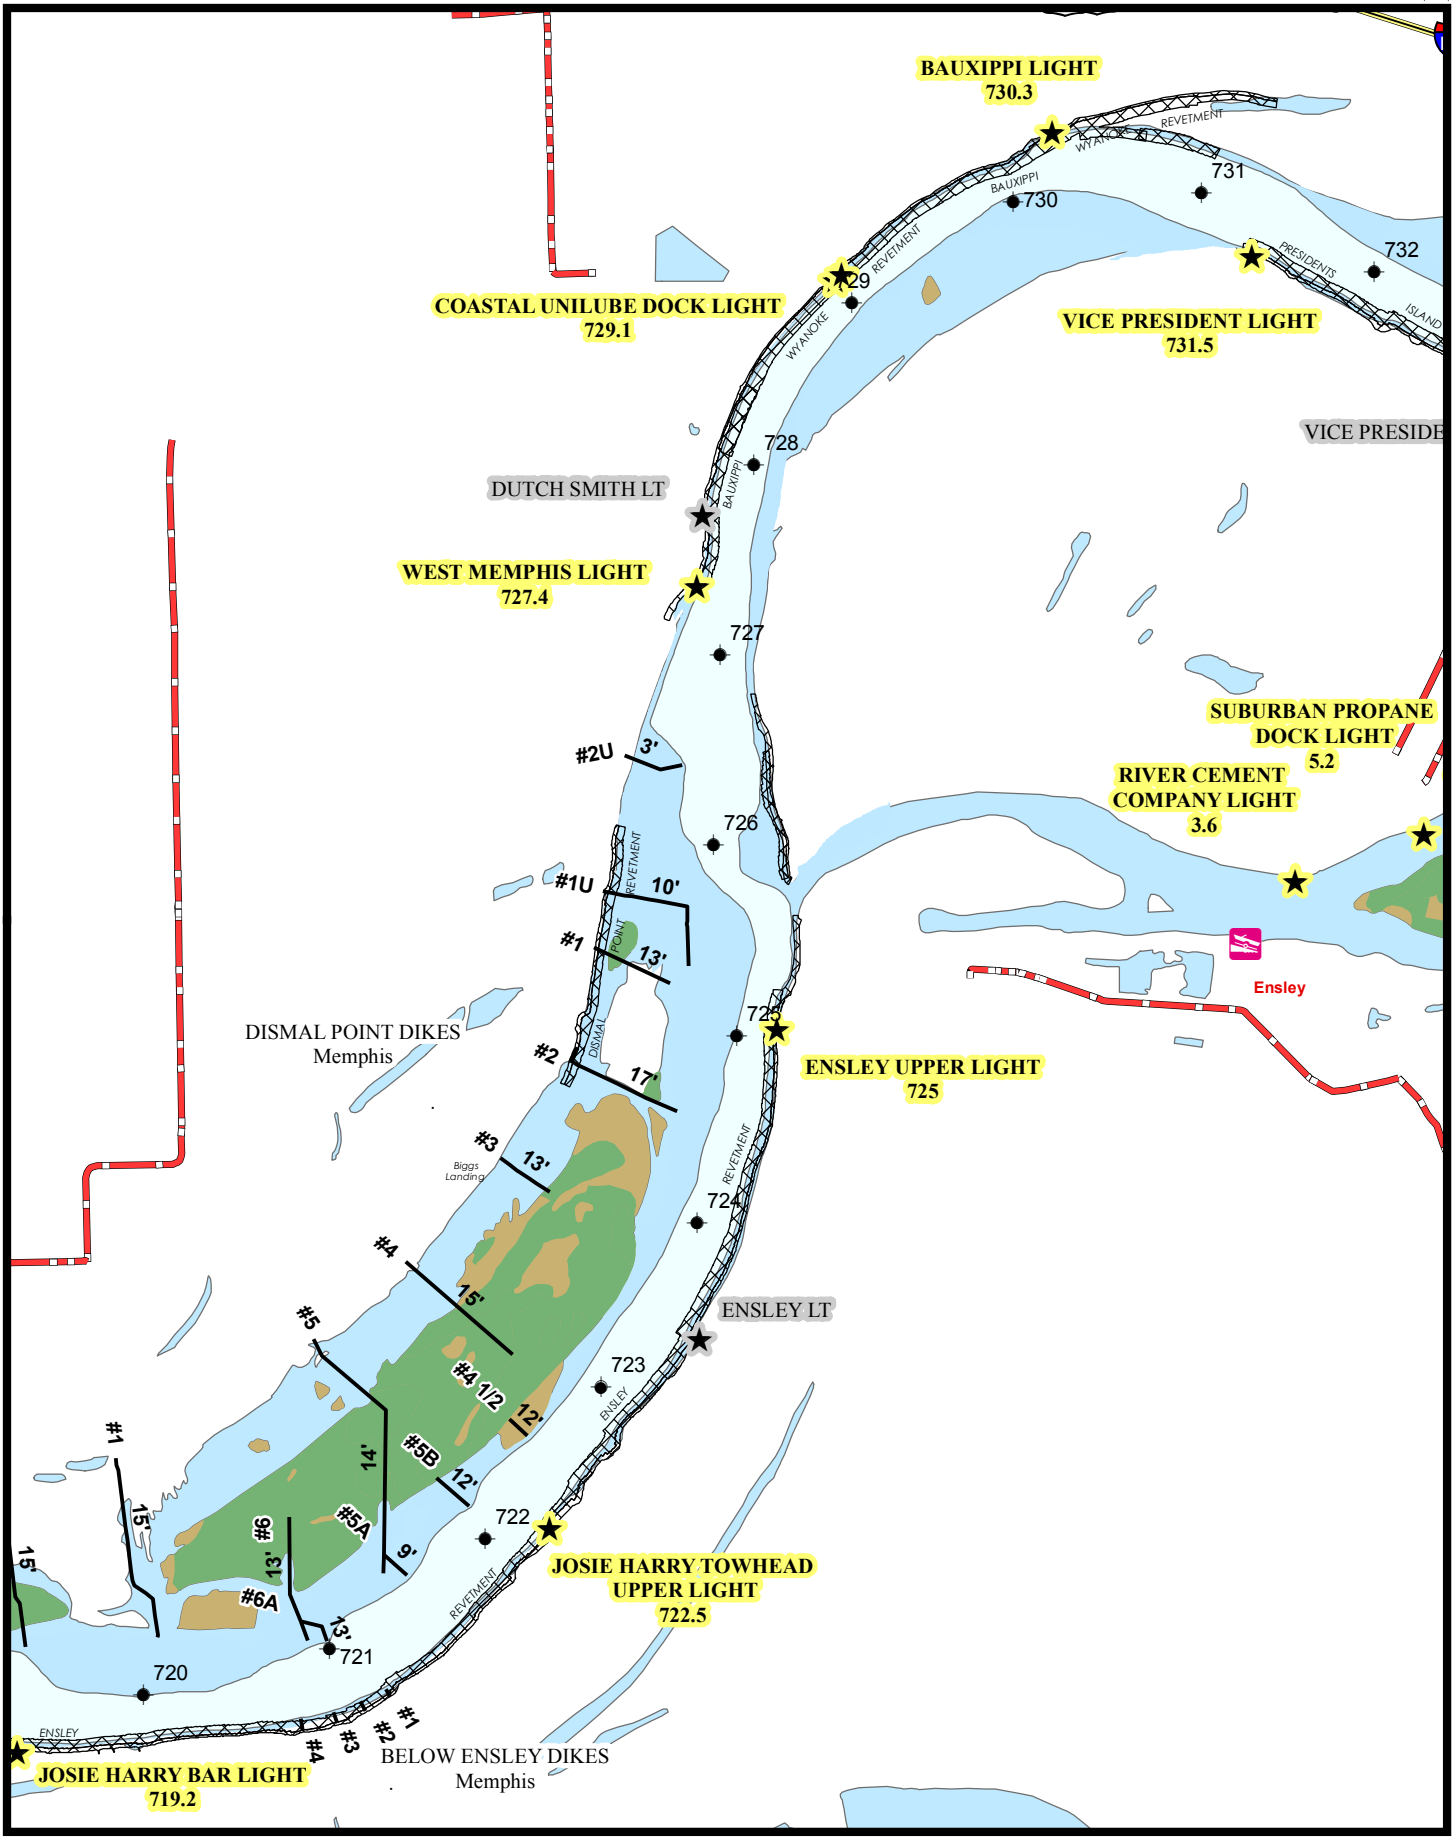 BAUXIPPI LIGHT
730.3
REVETMENT
WYANOKE
731
BAUXIPPI
730
REVETMENT
PRESIDENTS
732
729
COASTAL UNILUBE DOCK LIGHT
729.1
WYANOKE
VICE PRESIDENT LIGHT
731.5
ISLAND
VICE PRESIDE
728
BAUXIPPI
DUTCH SMITH LT
WEST MEMPHIS LIGHT
727.4
727
SUBURBAN PROPANE
DOCK LIGHT
5.2
#2U
3'
RIVER CEMENT
COMPANY LIGHT
3.6
726
REVETMENT
#1U
10'
POINT
#1
13'
Ensley
725
DISMAL POINT DIKES
Memphis
DISMAL
#2
17'
ENSLEY UPPER LIGHT
725
#3
13'
Biggs
Landing
REVETMENT
724
#4
15'
ENSLEY LT
#5
723
#4 1/2
12'
ENSLEY
#1
14'
#5B
12'
15'
#6
#5A
722
9'
15'
13'
JOSIE HARRY TOWHEAD
UPPER LIGHT
722.5
REVETMENT
#6A
13'
721
720
#1
#2
#3
#4
ENSLEY
BELOW ENSLEY DIKES
Memphis
JOSIE HARRY BAR LIGHT
719.2